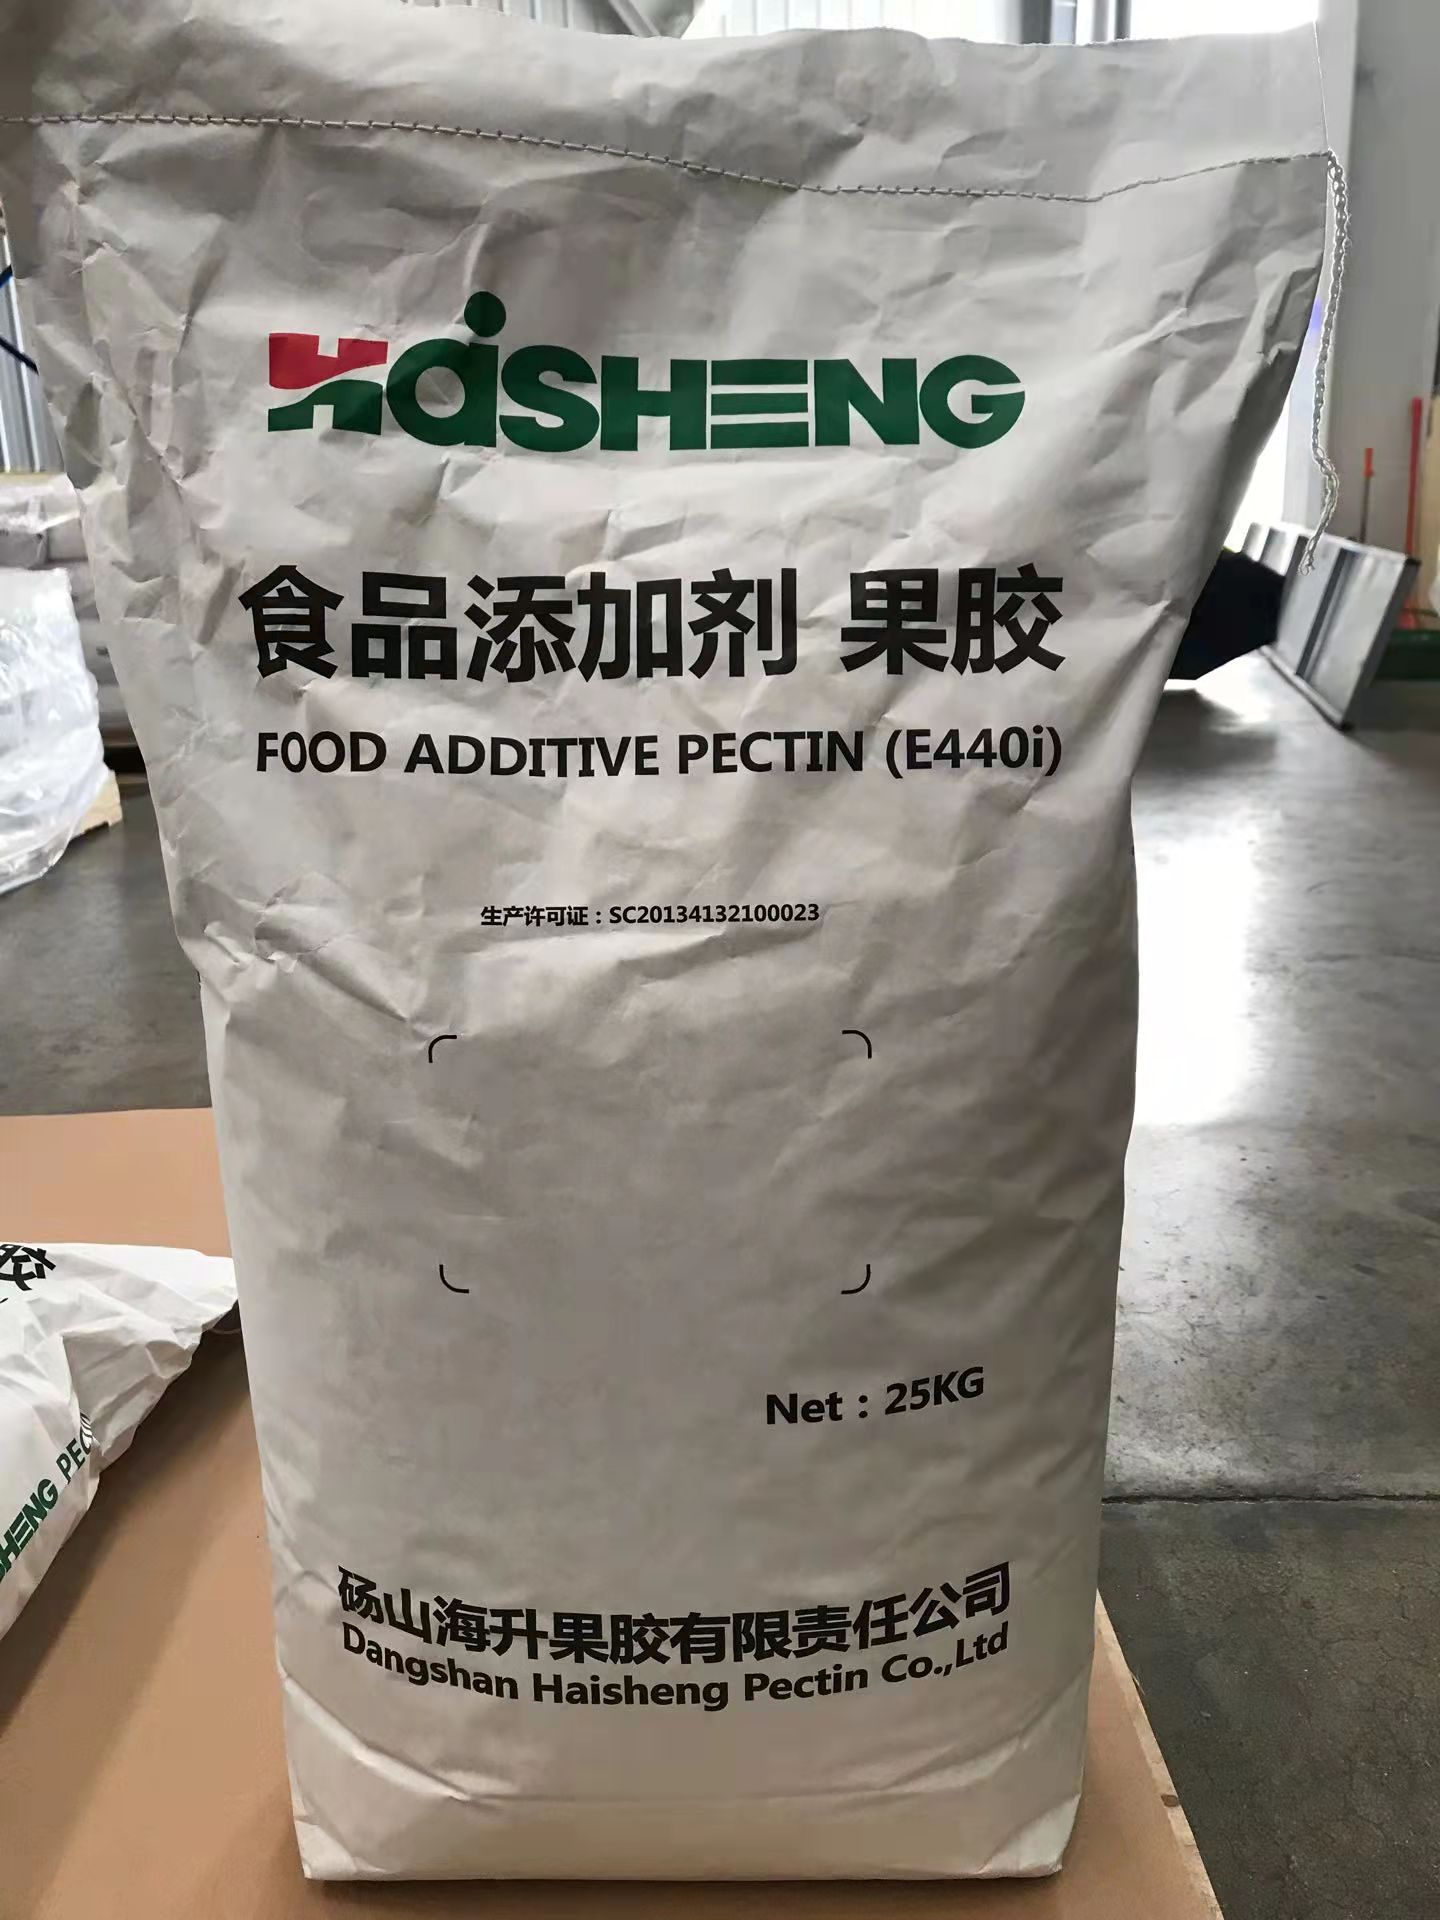 HaiSHENG
食品添加剂 果胶
FOOD ADDITIVE PECTIN (E440i)
生产许可证：SC20134132100023
Net：25KG
砀山海升果胶有限责任公司
Dangshan Haisheng Pectin Co.,Ltd